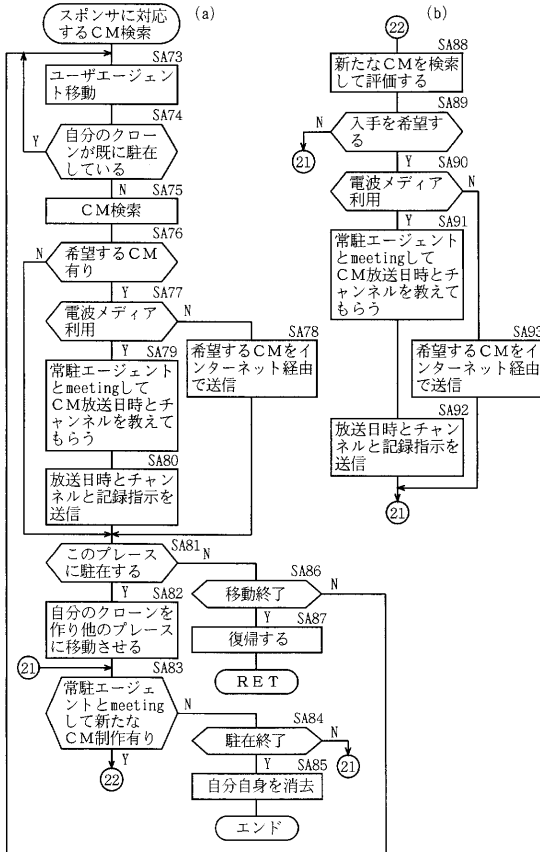 (a)
スポンサに対応
するCM検索
SA73
ユーザエージェ
ント移動
SA74
自分のクロー
ンが既に駐在
している
Y
N
SA75
CM検索
SA76
N
希望するCM
有り
Y
SA77
電波メディア
利用
N
Y
SA78
希望するCMをイ
ンターネット経由
で送信
SA79
常駐エージェント
とmeetingして
CM放送日時とチ
ャンネルを教えて
もらう
SA80
放送日時とチャン
ネルと記録指示を
送信
SA81
このプレース
に駐在する
N
Y
SA82
自分のクローンを
作り他のプレース
に移動させる
21
SA83
常駐エージェ
ントとmeeting
して新たな
CM制作有り
N
Y
22
SA84
駐在終了
N
21
Y
SA85
自分自身を消去
エンド
SA86
移動終了
N
Y
SA87
復帰する
RET
(b)
22
SA88
新たなCMを検索
して評価する
SA89
N
入手を希望す
る
21
Y
SA90
電波メディア
利用
N
Y
SA91
常駐エージェント
とmeetingして
CM放送日時とチ
ャンネルを教えて
もらう
SA93
希望するCMをイ
ンターネット経由
で送信
SA92
放送日時とチャン
ネルと記録指示を
送信
21